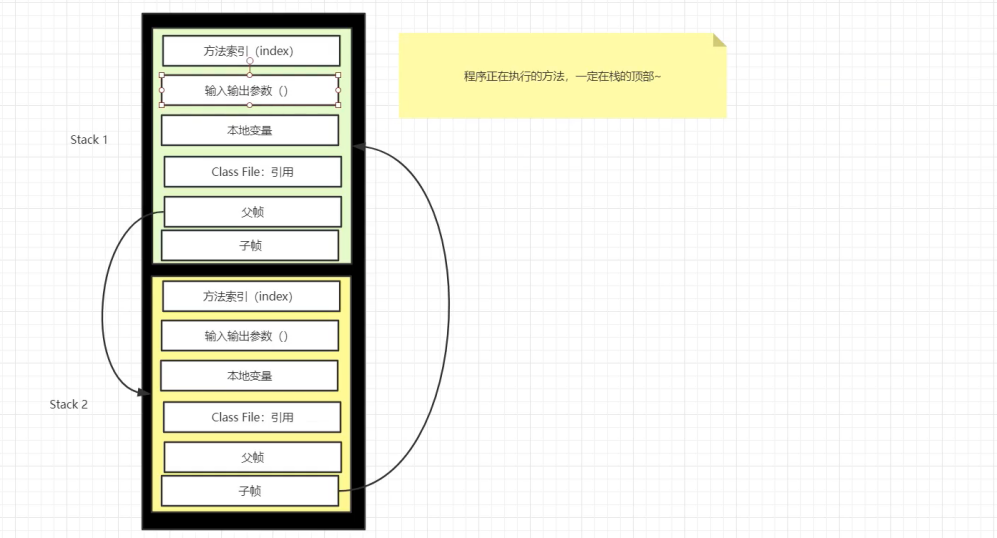 方法索引（index）
输入输出参数（）
本地变量
Class File：引用
父帧
子帧
Stack 1
方法索引（index）
输入输出参数（）
本地变量
Class File：引用
父帧
子帧
Stack 2
程序正在执行的方法，一定在栈的顶部~